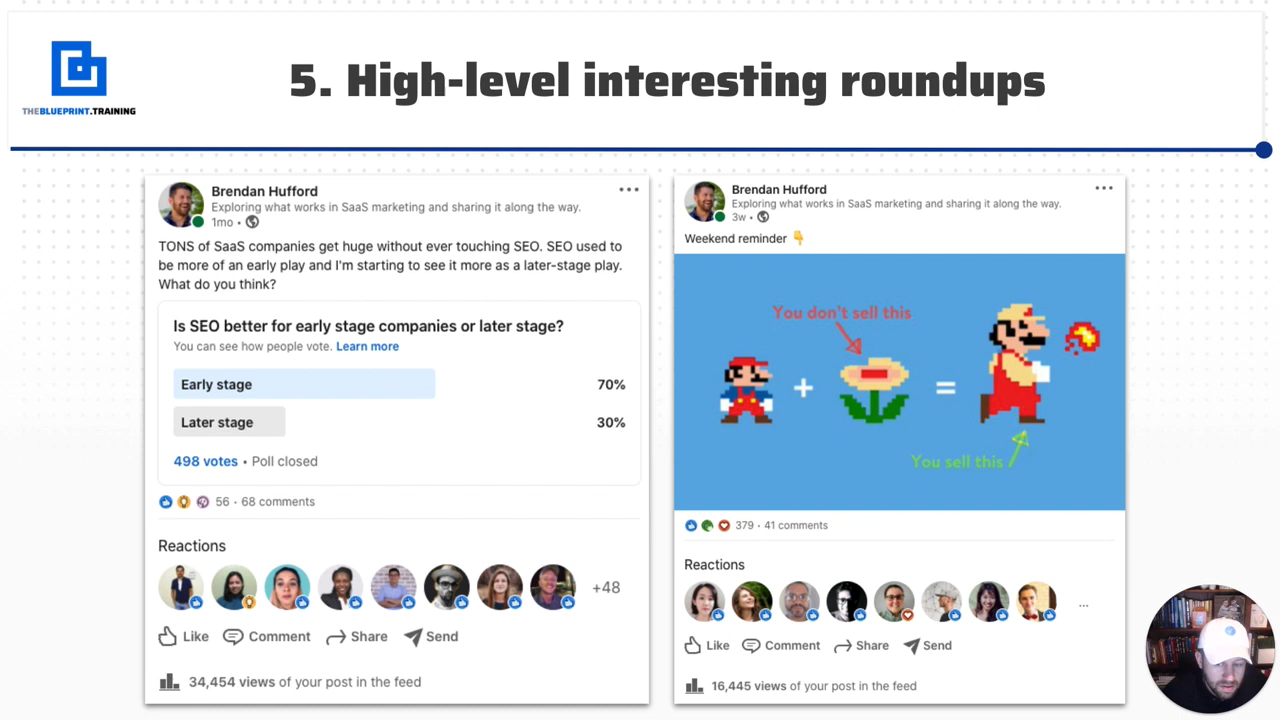 5. High-level interesting roundups
THEBLUEPRINT.TRAINING
Brendan Hufford
Exploring what works in SaaS marketing and sharing it along the way.
1mo •
TONS of SaaS companies get huge without ever touching SEO. SEO used to
be more of an early play and I'm starting to see it more as a later-stage play.
What do you think?
Is SEO better for early stage companies or later stage?
You can see how people vote. Learn more
Early stage 70%
Later stage 30%
498 votes • Poll closed
56 · 68 comments
Reactions
+48
Like Comment Share Send
34,454 views of your post in the feed
Brendan Hufford
Exploring what works in SaaS marketing and sharing it along the way.
3w •
Weekend reminder 👇
You don't sell this
+ =
You sell this
379 · 41 comments
Reactions
...
Like Comment Share Send
16,445 views of your post in the feed